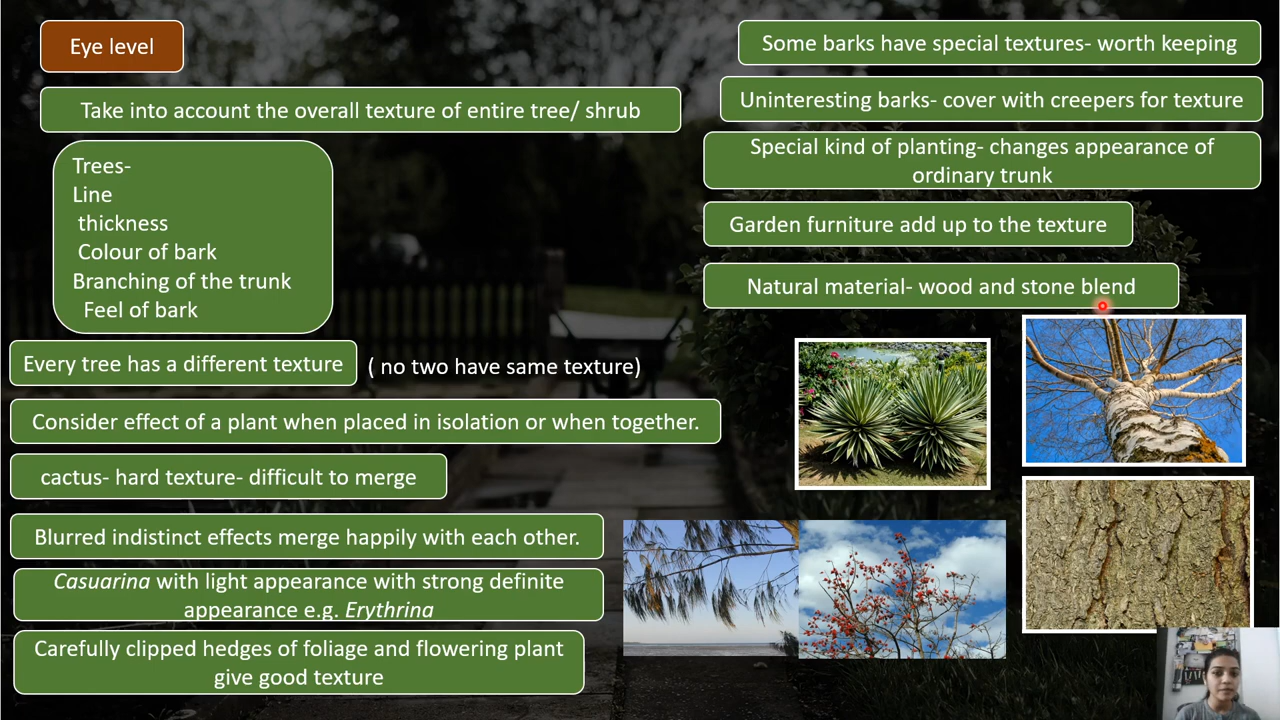 Eye level
Take into account the overall texture of entire tree/ shrub
Trees-
Line
thickness
Colour of bark
Branching of the trunk
Feel of bark
Every tree has a different texture
( no two have same texture)
Consider effect of a plant when placed in isolation or when together.
cactus- hard texture- difficult to merge
Blurred indistinct effects merge happily with each other.
Casuarina with light appearance with strong definite
appearance e.g. Erythrina
Carefully clipped hedges of foliage and flowering plant
give good texture
Some barks have special textures- worth keeping
Uninteresting barks- cover with creepers for texture
Special kind of planting- changes appearance of
ordinary trunk
Garden furniture add up to the texture
Natural material- wood and stone blend